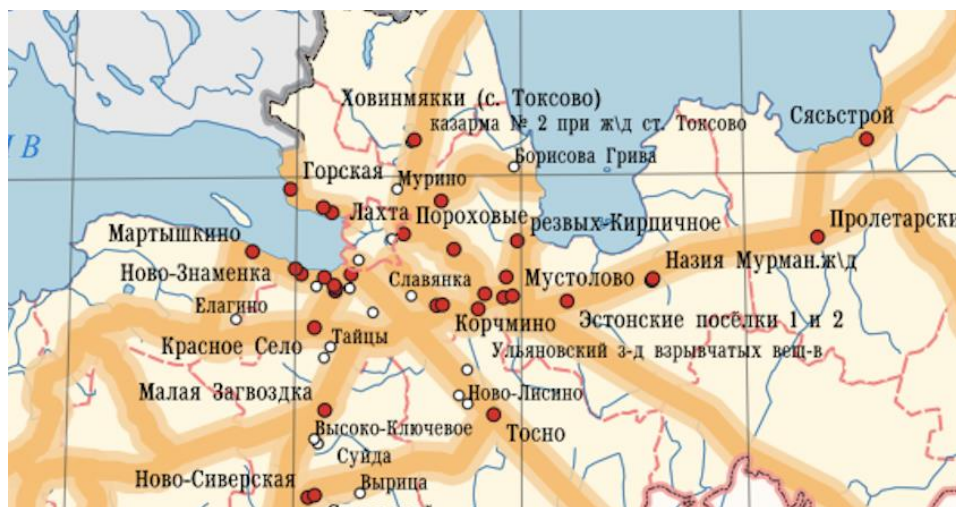 Ховинмякки (с. Токсово)
казарма № 2 при ж\д ст. Токсово
Сясьстрой
Борисова Грива
Горская
Мурино
Лахта
Пороховые
резвых-Кирпичное
Пролетарски
Мартышкино
В
Ново-Знаменка
Славянка
Мустолово
Назия Мурман.ж\д
Елагино
Корчмино
Эстонские посёлки 1 и 2
Красное Село
Тайцы
Ульяновский з-д взрывчатых вещ-в
Малая Загвоздка
Ново-Лисино
Высоко-Ключевое
Тосно
Суйда
Ново-Сиверская
Вырица